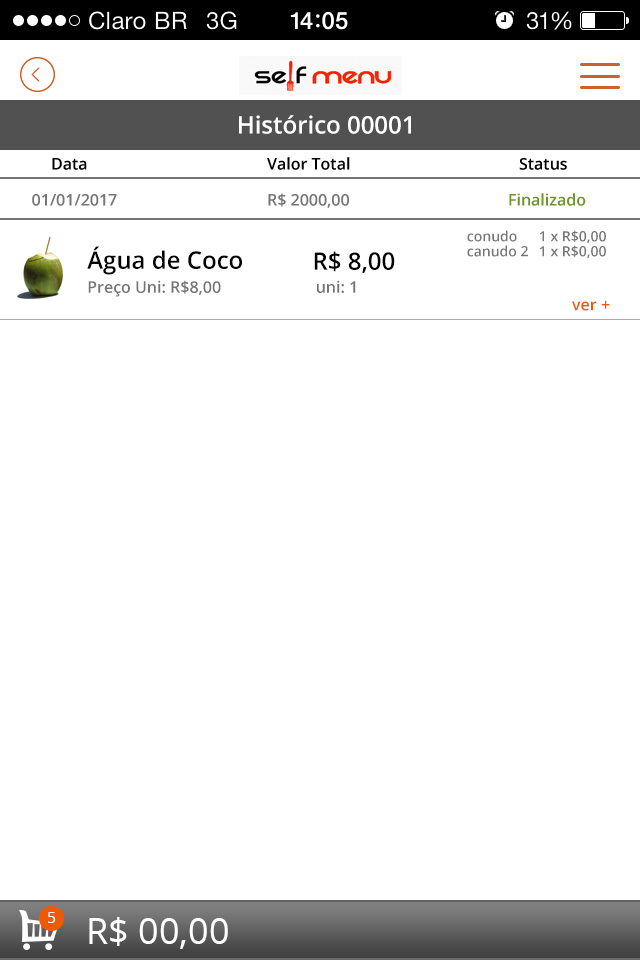 Claro BR 3G 14:05 31%
self menu
Histórico 00001
Data Valor Total Status
01/01/2017 R$ 2000,00 Finalizado
conudo 1 x R$0,00
canudo 2 1 x R$0,00
Água de Coco R$ 8,00
Preço Uni: R$8,00 uni: 1
ver +
5
R$ 00,00